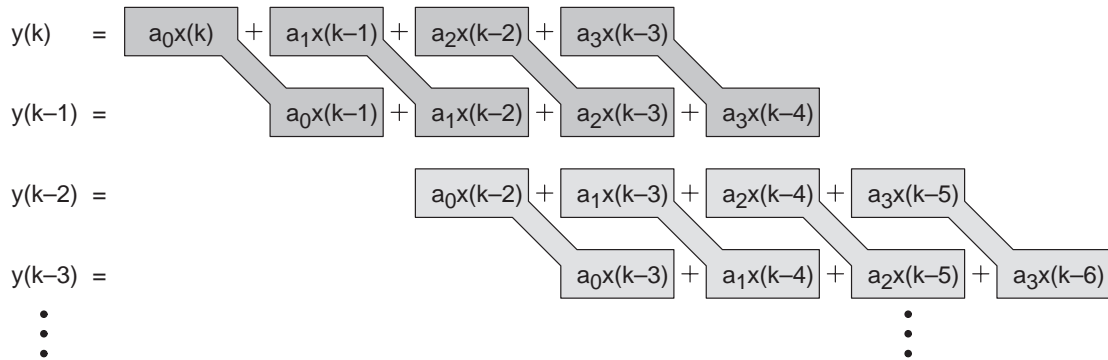 y(k) = a₀x(k) + a₁x(k–1) + a₂x(k–2) + a₃x(k–3)
y(k–1) = a₀x(k–1) + a₁x(k–2) + a₂x(k–3) + a₃x(k–4)
y(k–2) = a₀x(k–2) + a₁x(k–3) + a₂x(k–4) + a₃x(k–5)
y(k–3) = a₀x(k–3) + a₁x(k–4) + a₂x(k–5) + a₃x(k–6)